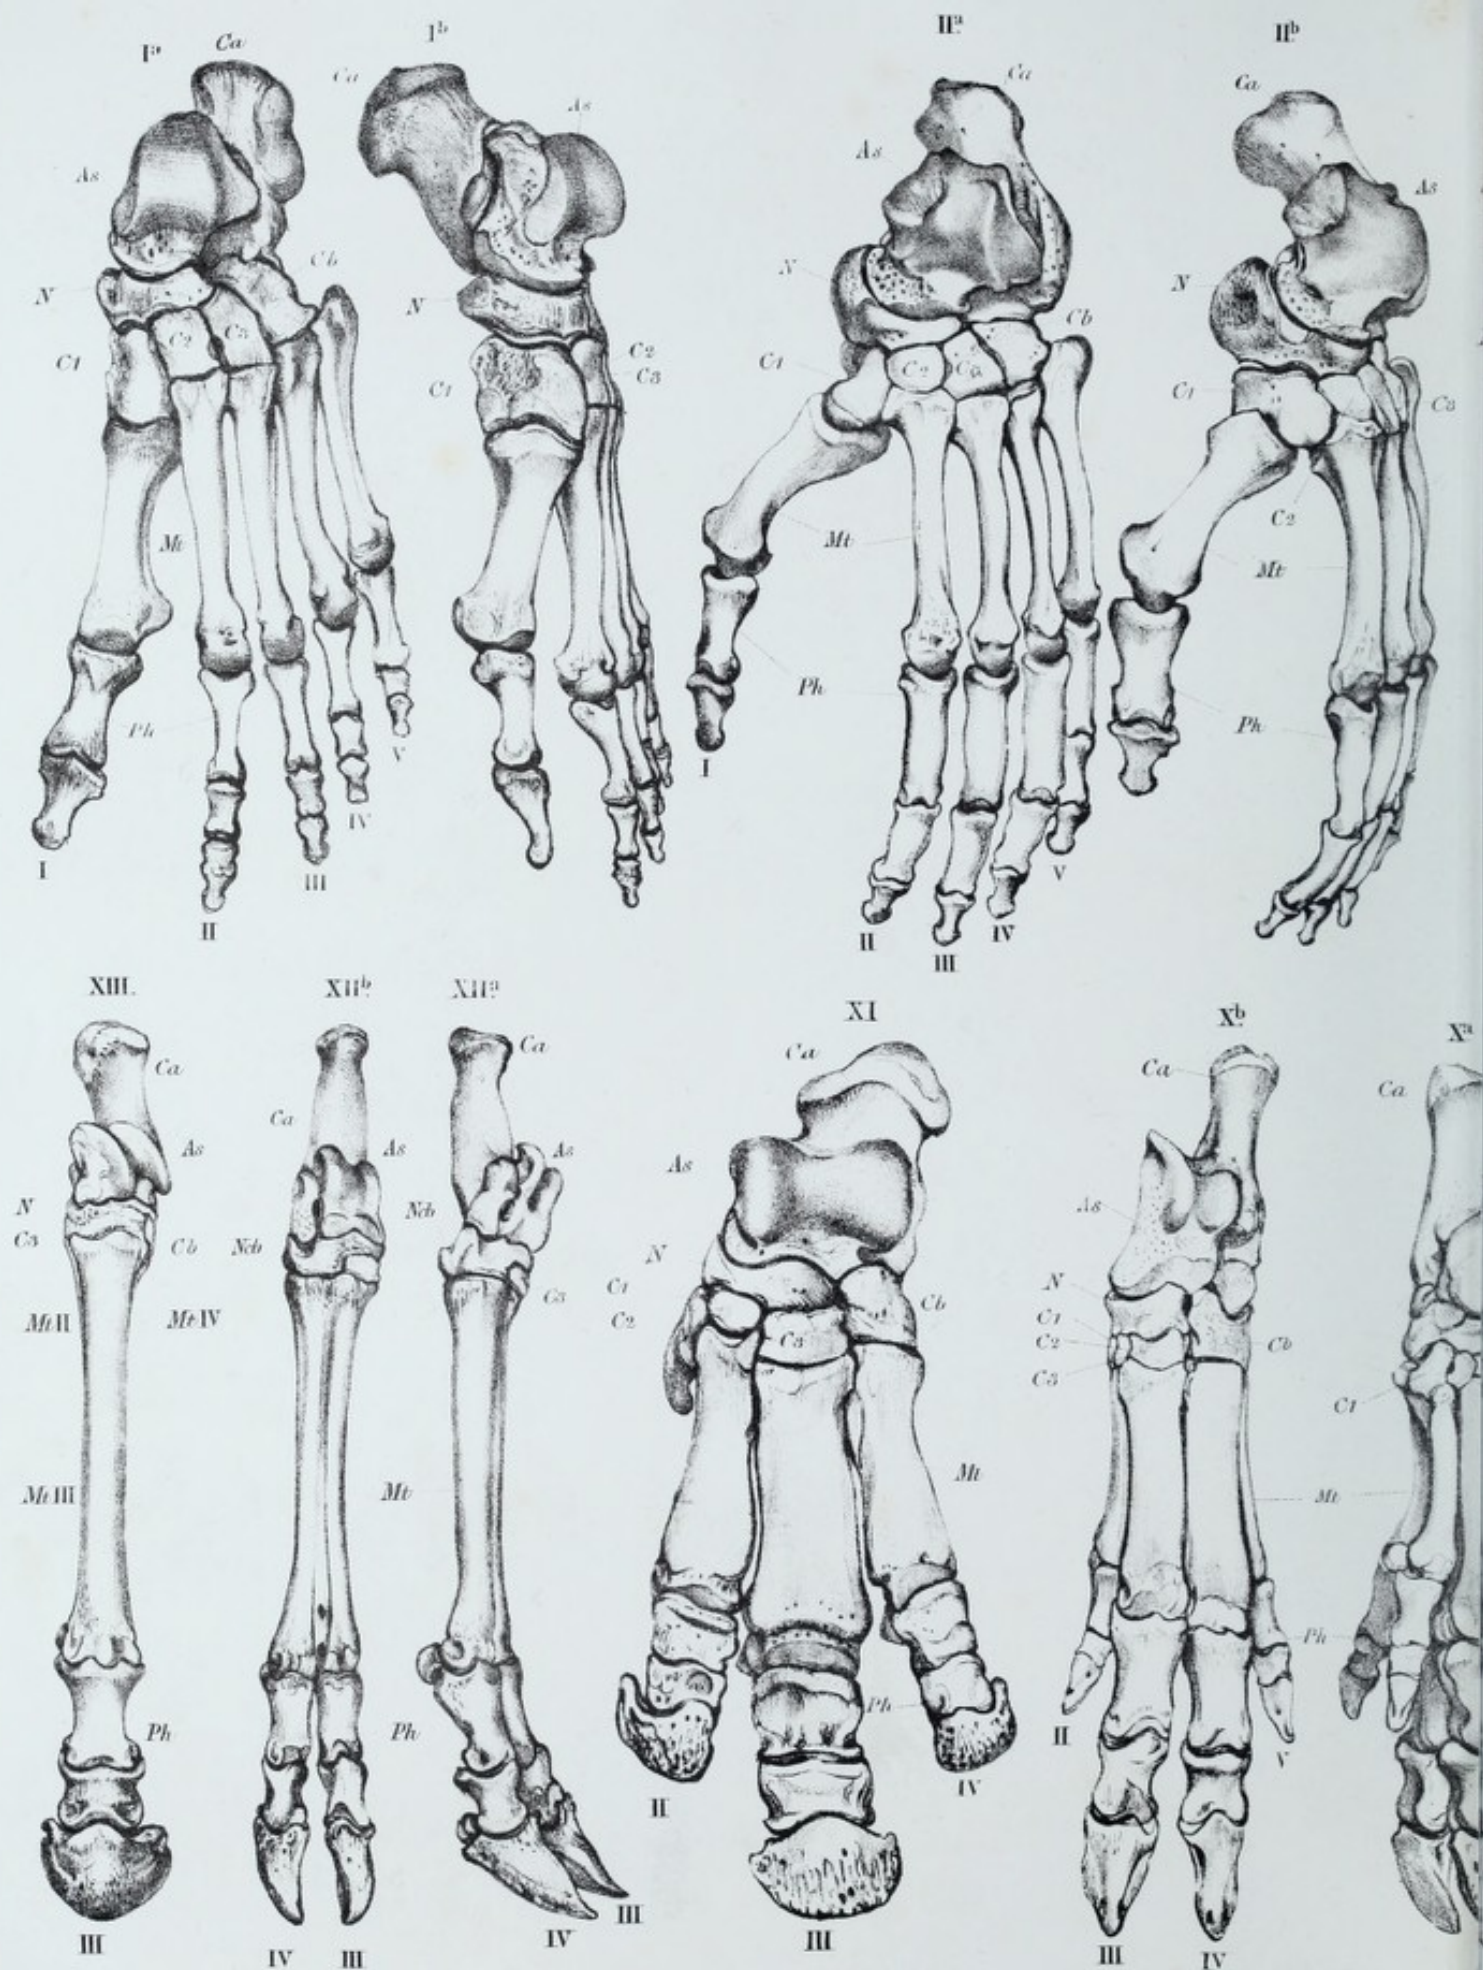 Iᵃ
Ca
As
N
Cb
C1
C2
C3
Mt
Ph
I
II
III
IV
V
Iᵇ
Ca
As
N
C1
C2
C3
IIᵃ
Ca
As
N
Cb
C1
C2
C3
Mt
Ph
I
II
III
IV
V
IIᵇ
Ca
As
N
C1
C3
C2
Mt
Ph
XIII.
Ca
As
N
C3
Cb
Mt II
Mt IV
Mt III
Ph
III
XIIᵇ.
Ca
As
Ncb
IV
III
XIIᵃ.
Ca
As
Ncb
C3
Mt
Ph
IV
III
XI
Ca
As
N
C1
C2
C3
Cb
Mt
Ph
II
III
IV
Xᵇ.
Ca
As
N
C1
C2
C3
Cb
Mt
Ph
II
III
IV
V
Xᵃ
Ca
C1